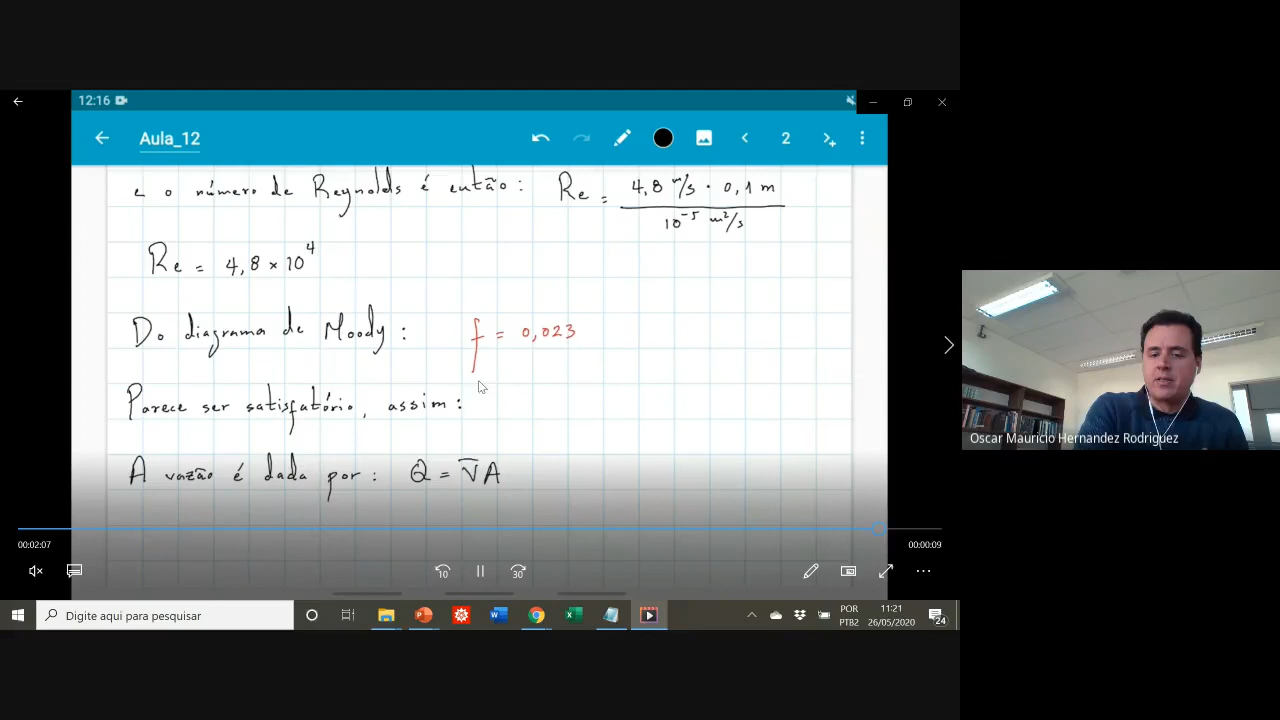 12:16
Aula_12
2
e o número de Reynolds é então: Re = 4,8 m/s · 0,1 m / 10⁻⁵ m²/s
Re = 4,8 × 10⁴
Do diagrama de Moody: f = 0,023
Parece ser satisfatório, assim:
A vazão é dada por: Q = V̅A
Oscar Mauricio Hernandez Rodriguez
00:02:07
00:00:09
10
30
Digite aqui para pesquisar
POR
PTB2
11:21
26/05/2020
24